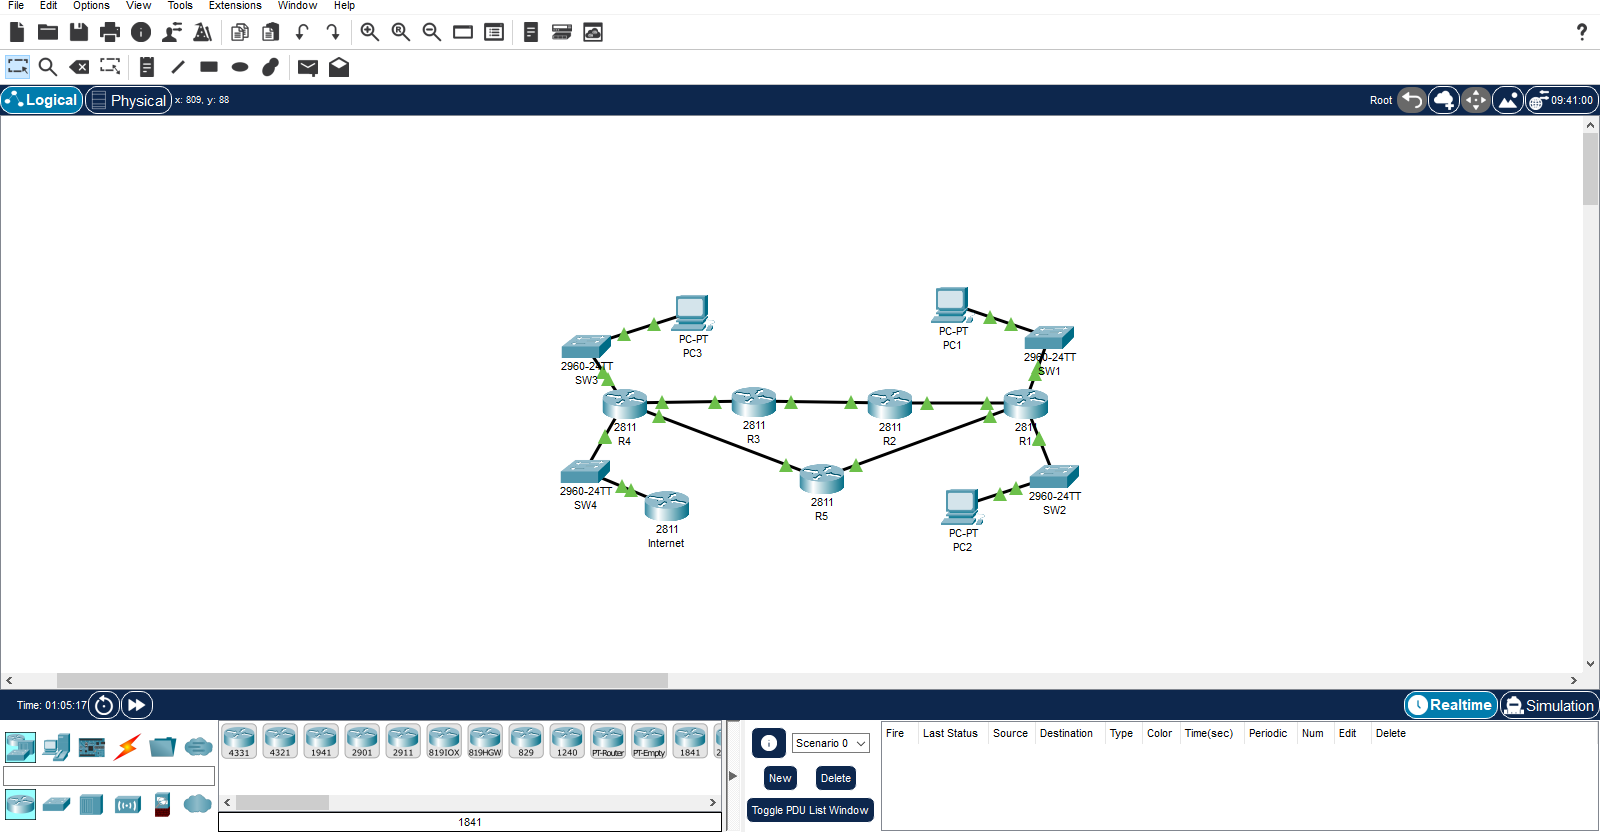 File Edit Options View Tools Extensions Window Help
?
Logical Physical x: 809, y: 88 Root 09:41:00
PC-PT
PC3
PC-PT
PC1
2960-24TT
SW3
2960-24TT
SW1
2811
R4
2811
R3
2811
R2
2811
R1
2960-24TT
SW4
2811
Internet
2811
R5
2960-24TT
SW2
PC-PT
PC2
Time: 01:05:17 Realtime Simulation
4331 4321 1941 2901 2911 819IOX 819HGW 829 1240 PT-Router PT-Empty 1841 2
1841
Scenario 0
New Delete
Toggle PDU List Window
Fire Last Status Source Destination Type Color Time(sec) Periodic Num Edit Delete